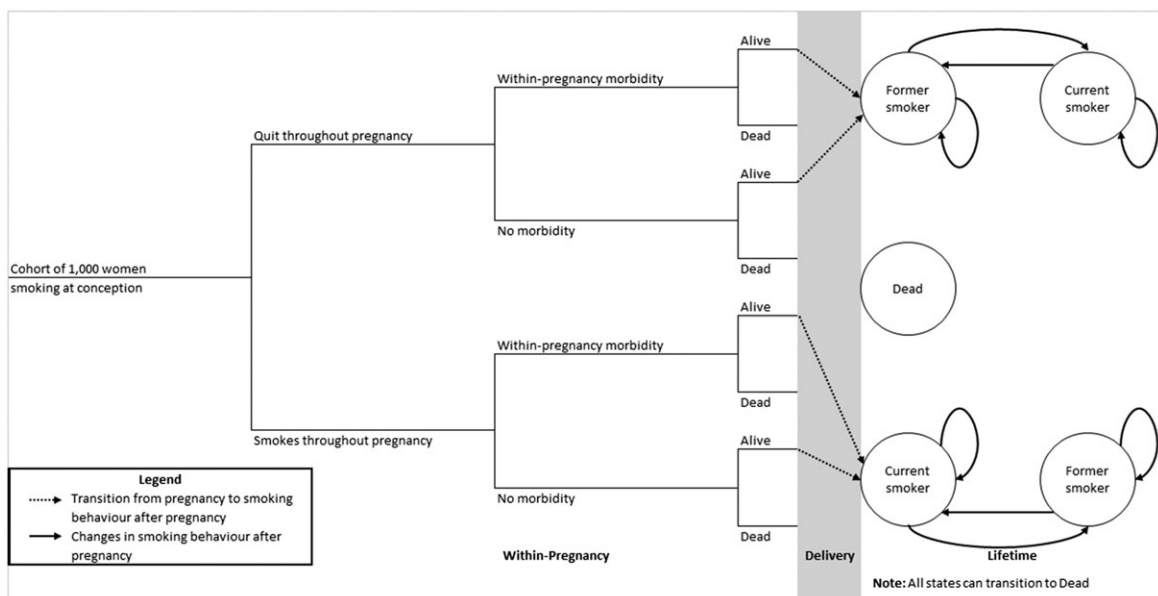 Alive
Within-pregnancy morbidity
Dead
Quit throughout pregnancy
Alive
No morbidity
Dead
Cohort of 1,000 women
smoking at conception
Alive
Within-pregnancy morbidity
Dead
Smokes throughout pregnancy
Alive
No morbidity
Dead
Former
smoker
Current
smoker
Dead
Current
smoker
Former
smoker
Legend
Transition from pregnancy to smoking
behaviour after pregnancy
Changes in smoking behaviour after
pregnancy
Within-Pregnancy
Delivery
Lifetime
Note: All states can transition to Dead